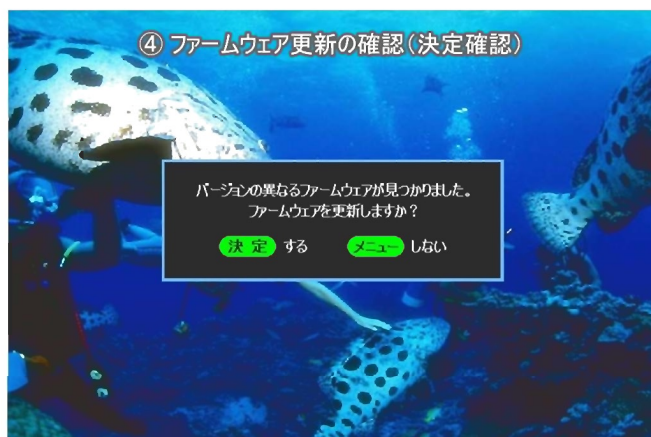 ④ ファームウェア更新の確認（決定確認）
バージョンの異なるファームウェアが見つかりました。
ファームウェアを更新しますか？
決 定 する メニュー しない